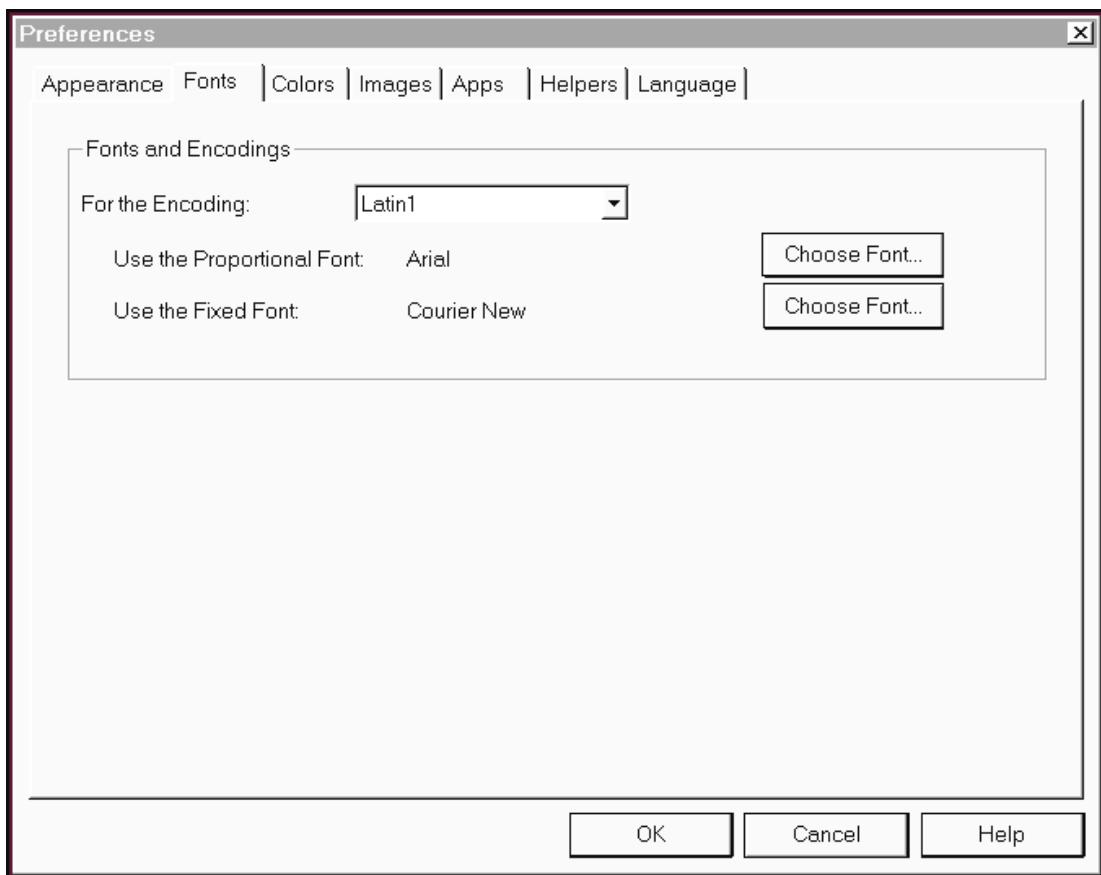 Preferences
Appearance Fonts Colors Images Apps Helpers Language
Fonts and Encodings
For the Encoding: Latin1
Use the Proportional Font: Arial Choose Font...
Use the Fixed Font: Courier New Choose Font...
OK Cancel Help